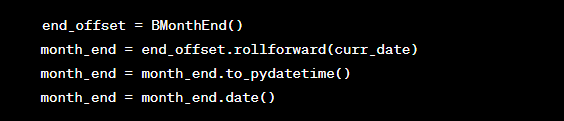 end_offset = BMonthEnd()
month_end = end_offset.rollforward(curr_date)
month_end = month_end.to_pydatetime()
month_end = month_end.date()